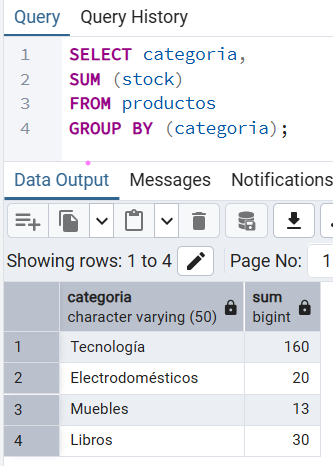 Query Query History
1 SELECT categoria,
2 SUM (stock)
3 FROM productos
4 GROUP BY (categoria);
Data Output Messages Notifications
Showing rows: 1 to 4 Page No: 1
categoria sum
character varying (50) bigint
1 Tecnología 160
2 Electrodomésticos 20
3 Muebles 13
4 Libros 30